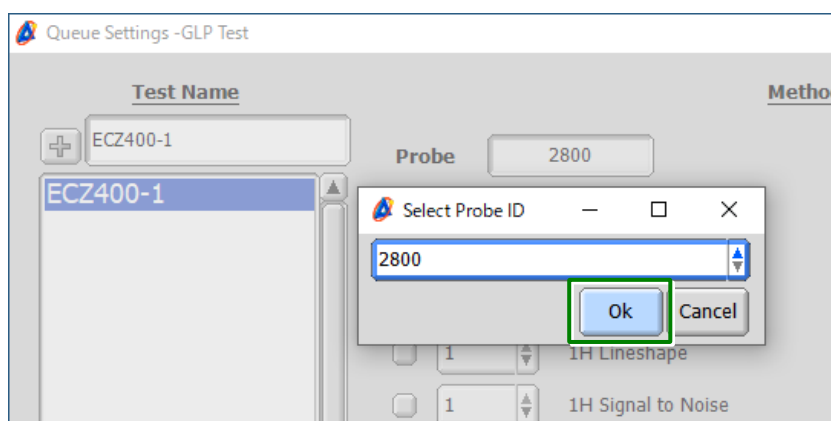 Queue Settings -GLP Test
Test Name
Metho
ECZ400-1
Probe 2800
ECZ400-1
Select Probe ID
2800
Ok Cancel
1 1H Lineshape
1 1H Signal to Noise